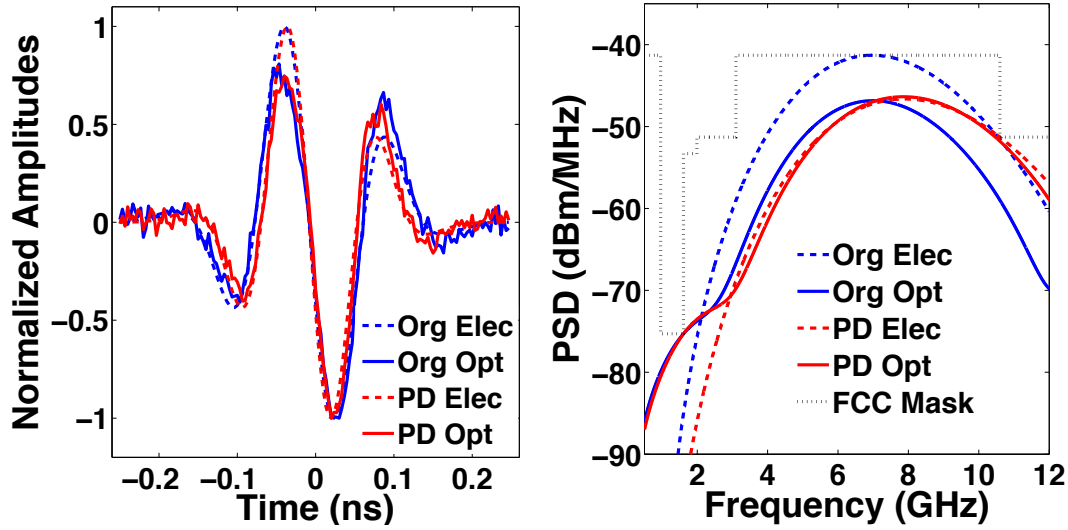 Normalized Amplitudes
1
0.5
0
−0.5
−1
−0.2
−0.1
0
0.1
0.2
Time (ns)
Org Elec
Org Opt
PD Elec
PD Opt
PSD (dBm/MHz)
−40
−50
−60
−70
−80
−90
2
4
6
8
10
12
Frequency (GHz)
Org Elec
Org Opt
PD Elec
PD Opt
FCC Mask